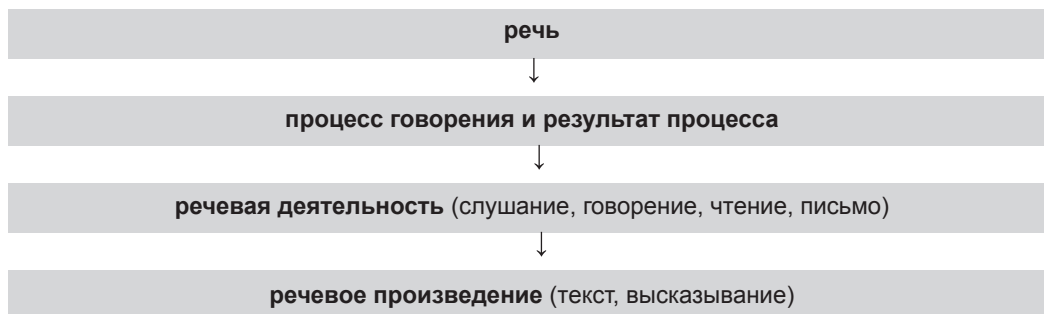 речь
↓
процесс говорения и результат процесса
↓
речевая деятельность (слушание, говорение, чтение, письмо)
↓
речевое произведение (текст, высказывание)